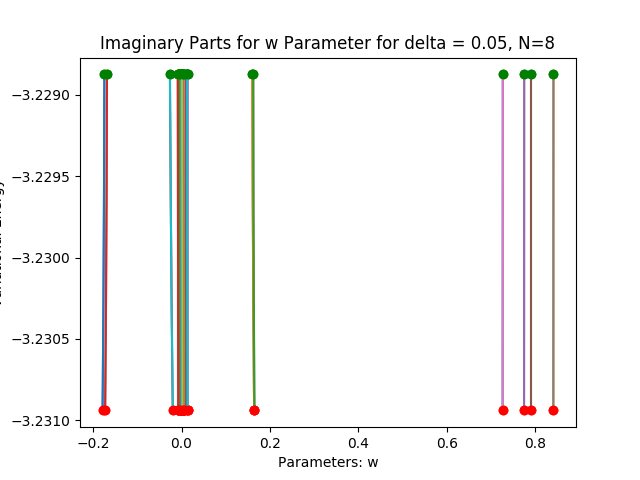 Imaginary Parts for w Parameter for delta = 0.05, N=8
−3.2290
−3.2295
−3.2300
−3.2305
−3.2310
−0.2 0.0 0.2 0.4 0.6 0.8
Parameters: w